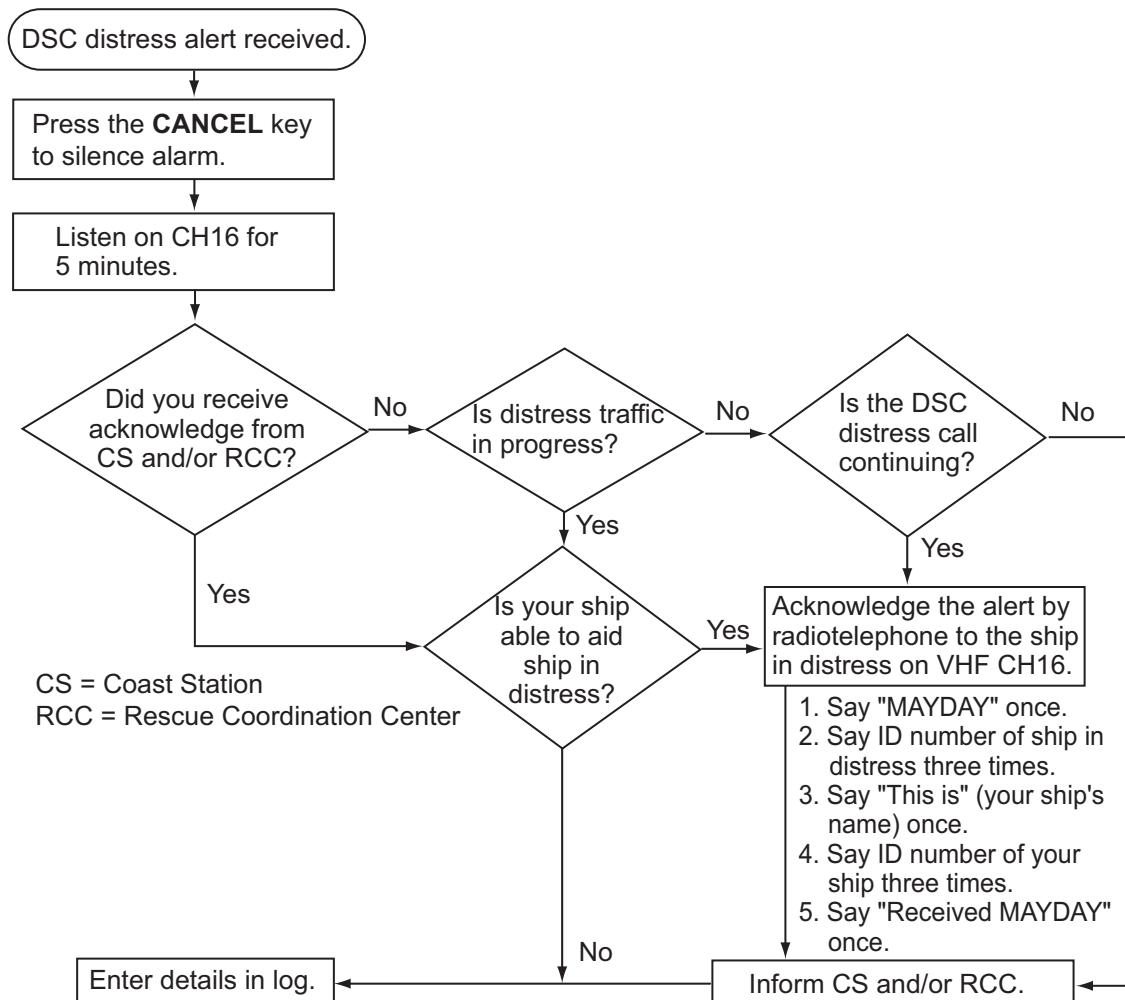 DSC distress alert received.
Press the CANCEL key
to silence alarm.
Listen on CH16 for
5 minutes.
Did you receive
acknowledge from
CS and/or RCC?
No
Is distress traffic
in progress?
No
Is the DSC
distress call
continuing?
No
Yes
Yes
Yes
Is your ship
able to aid
ship in
distress?
Yes
Acknowledge the alert by
radiotelephone to the ship
in distress on VHF CH16.
CS = Coast Station
RCC = Rescue Coordination Center
1. Say "MAYDAY" once.
2. Say ID number of ship in
distress three times.
3. Say "This is" (your ship's
name) once.
4. Say ID number of your
ship three times.
5. Say "Received MAYDAY"
once.
No
Enter details in log.
Inform CS and/or RCC.